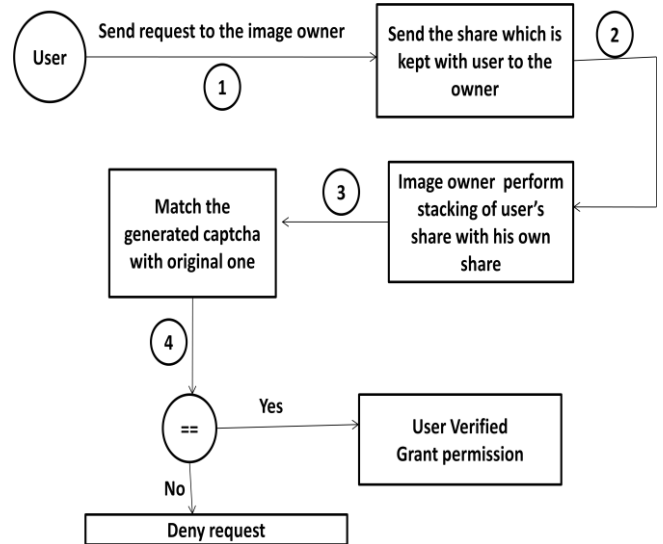 Send request to the image owner
User
1
Send the share which is
kept with user to the
owner
2
Image owner perform
stacking of user's
share with his own
share
3
Match the
generated captcha
with original one
4
==
Yes
User Verified
Grant permission
No
Deny request